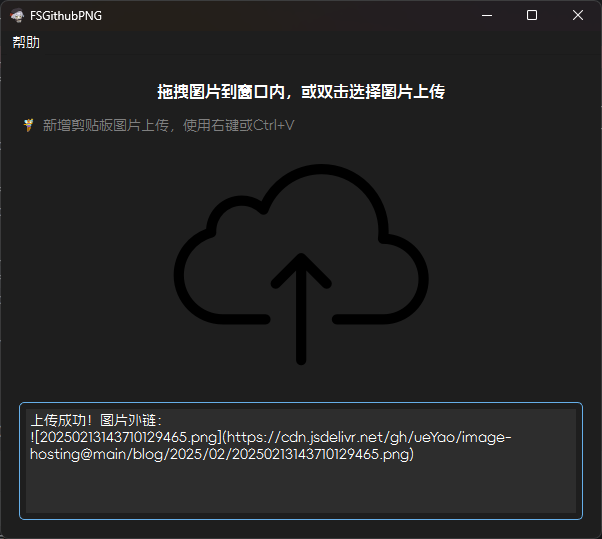 FSGithubPNG
帮助
拖拽图片到窗口内，或双击选择图片上传
新增剪贴板图片上传，使用右键或Ctrl+V
上传成功！图片外链：
![20250213143710129465.png](https://cdn.jsdelivr.net/gh/ueYao/image-
hosting@main/blog/2025/02/20250213143710129465.png)